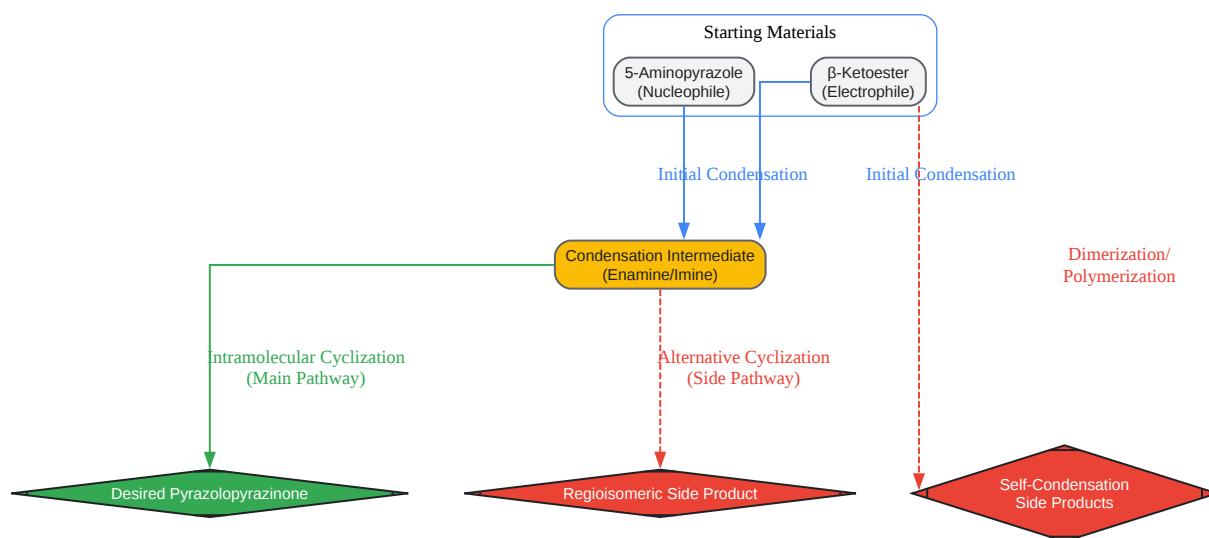 Starting Materials
5-Aminopyrazole
(Nucleophile)
β-Ketoester
(Electrophile)
Initial Condensation
Initial Condensation
Condensation Intermediate
(Enamine/Imine)
Dimerization/
Polymerization
Intramolecular Cyclization
(Main Pathway)
Alternative Cyclization
(Side Pathway)
Desired Pyrazolopyrazinone
Regioisomeric Side Product
Self-Condensation
Side Products